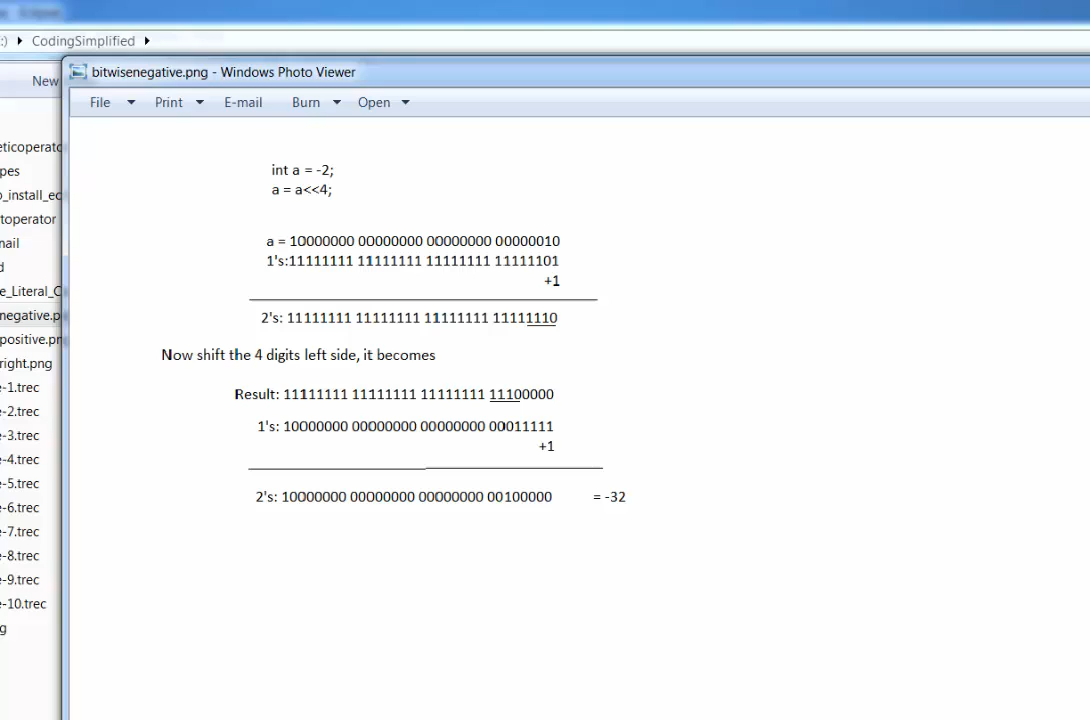 CodingSimplified
New
bitwisenegative.png - Windows Photo Viewer
File Print E-mail Burn Open
int a = -2;
a = a<<4;
a = 10000000 00000000 00000000 00000010
1's:11111111 11111111 11111111 11111101
+1
2's: 11111111 11111111 11111111 11111110
Now shift the 4 digits left side, it becomes
Result: 11111111 11111111 11111111 11100000
1's: 10000000 00000000 00000000 00011111
+1
2's: 10000000 00000000 00000000 00100000 = -32
eticoperato
pes
o_install_ec
toperator
nail
d
e_Literal_C
negative.p
positive.pn
right.png
e-1.trec
e-2.trec
e-3.trec
e-4.trec
e-5.trec
e-6.trec
e-7.trec
e-8.trec
e-9.trec
e-10.trec
g